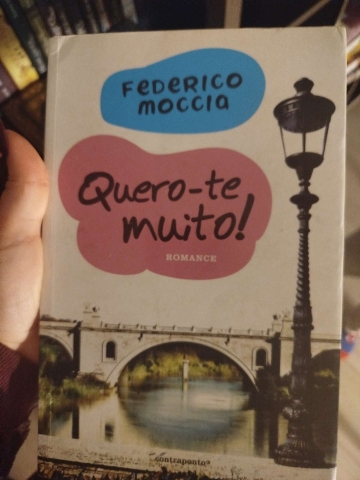 FEDERICO
MOCCIA
Quero-te
muito!
ROMANCE
contraponto